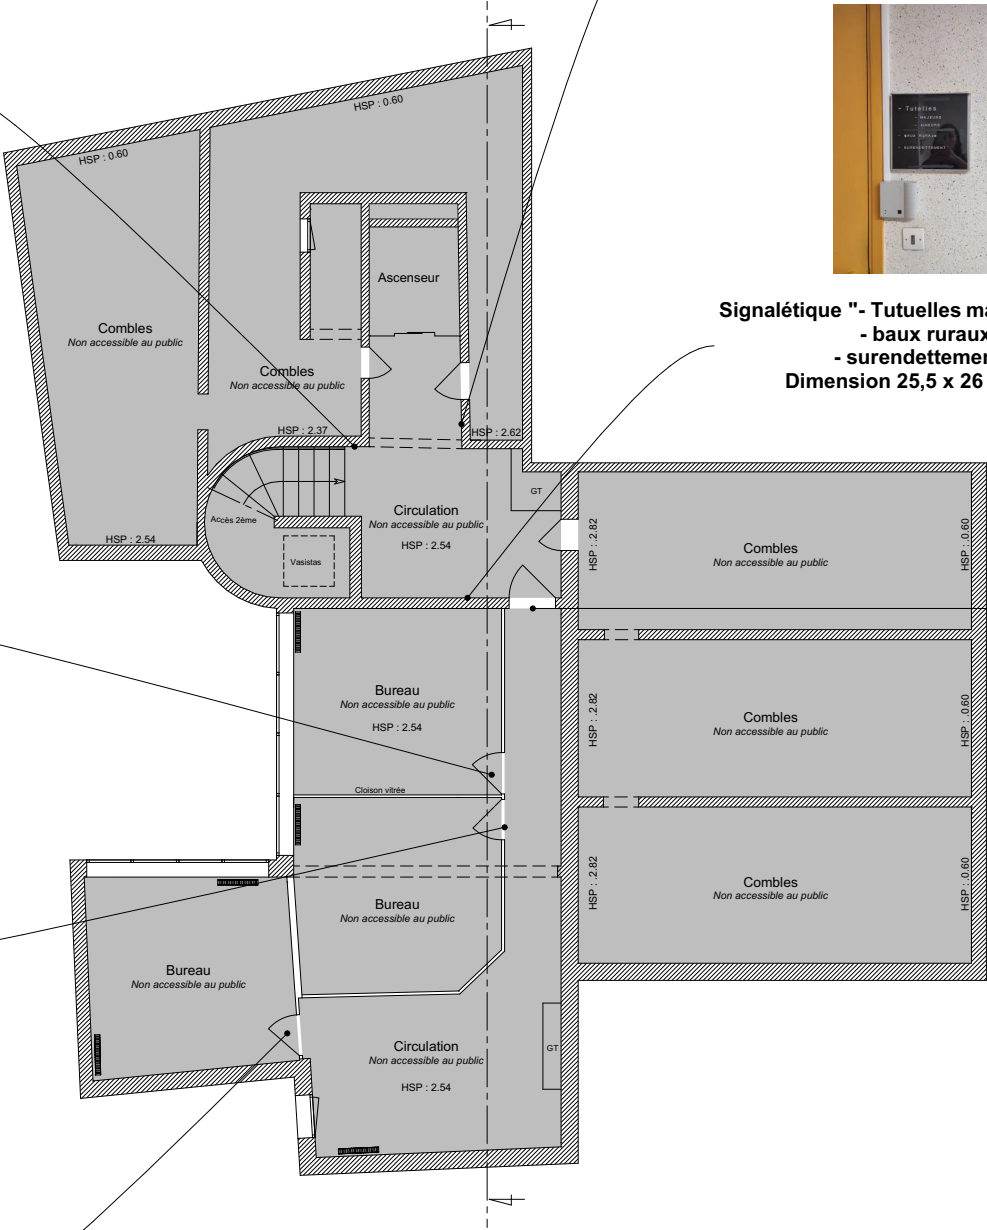 HSP : 0.60
HSP : 0.60
- Tutelles
- MAJEURS
- MINEURS
- BAUX RURAUX
- SURENDETTEMENT
Ascenseur
Signalétique "- Tutuelles ma
- baux ruraux
- surendettemen
Dimension 25,5 x 26
Combles
Non accessible au public
Combles
Non accessible au public
HSP : 2.37
HSP : 2.62
GT
Circulation
Non accessible au public
HSP : 2.54
Accès 2ème
HSP : 2.54
Vasistas
HSP : .2.82
Combles
Non accessible au public
HSP : .0.60
Bureau
Non accessible au public
HSP : 2.54
HSP : .2.82
Combles
Non accessible au public
HSP : .0.60
Cloison vitrée
Bureau
Non accessible au public
HSP : .2.82
Combles
Non accessible au public
HSP : .0.60
Bureau
Non accessible au public
Circulation
Non accessible au public
HSP : 2.54
GT